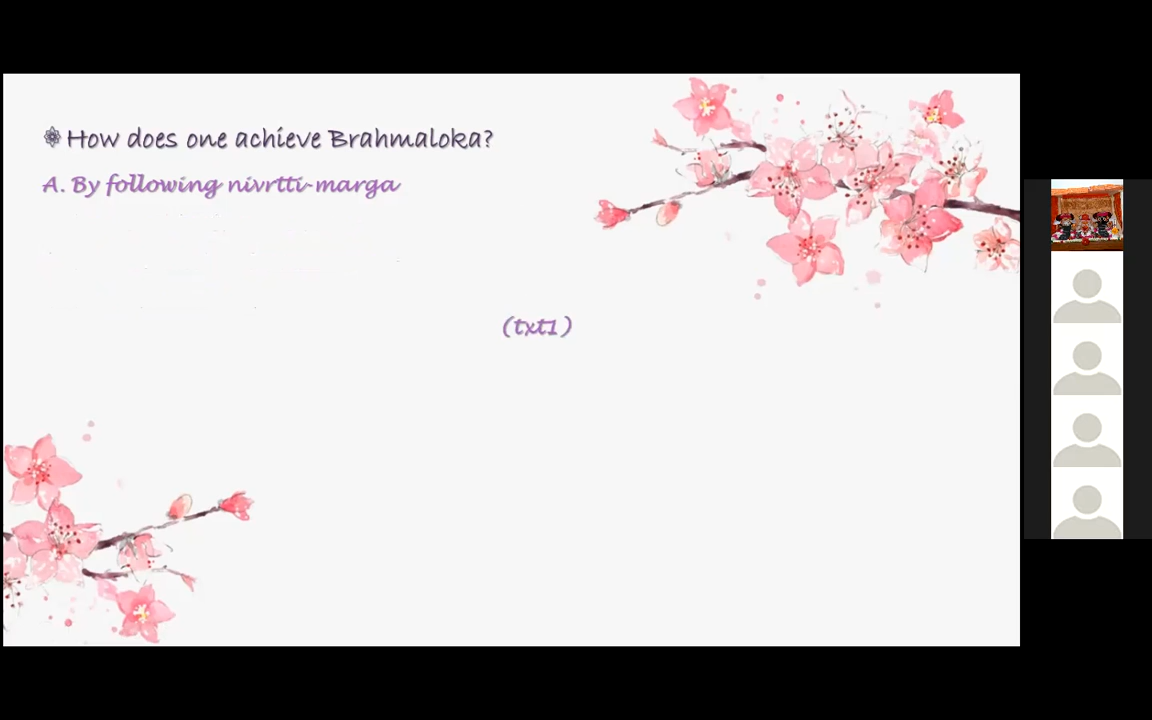 How does one achieve Brahmaloka?
A. By following nivrtti-marga
(txt1)